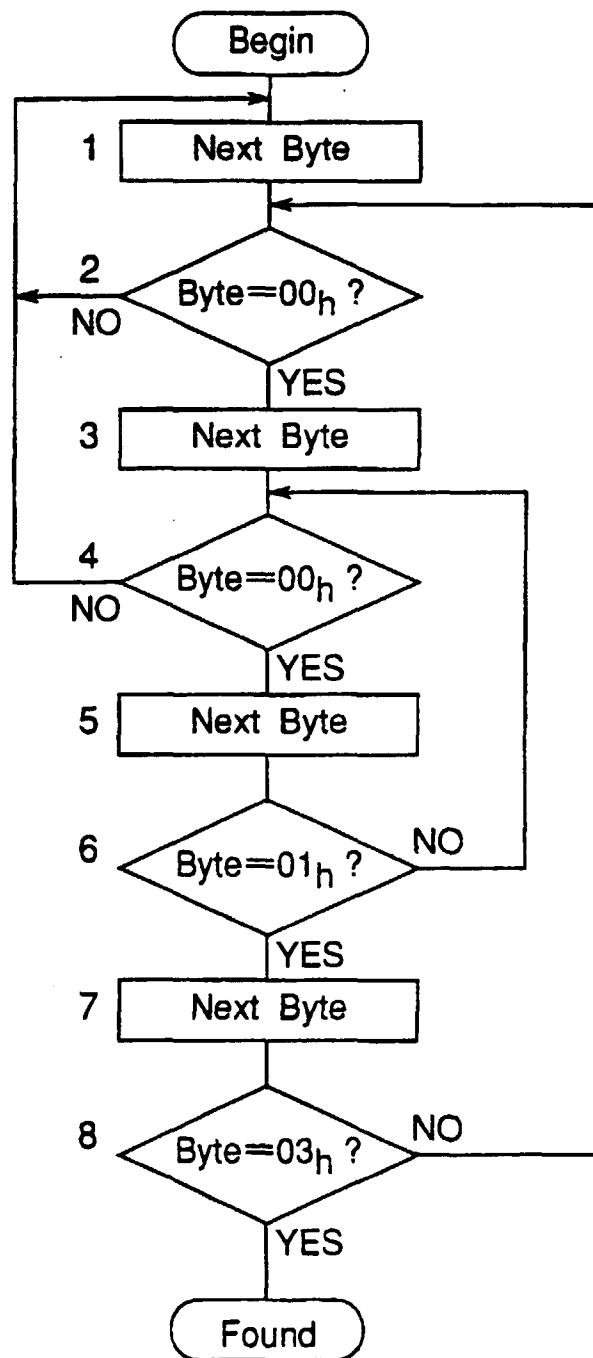 Begin
1 Next Byte
2 Byte=00h ?
NO
YES
3 Next Byte
4 Byte=00h ?
NO
YES
5 Next Byte
6 Byte=01h ? NO
YES
7 Next Byte
8 Byte=03h ? NO
YES
Found